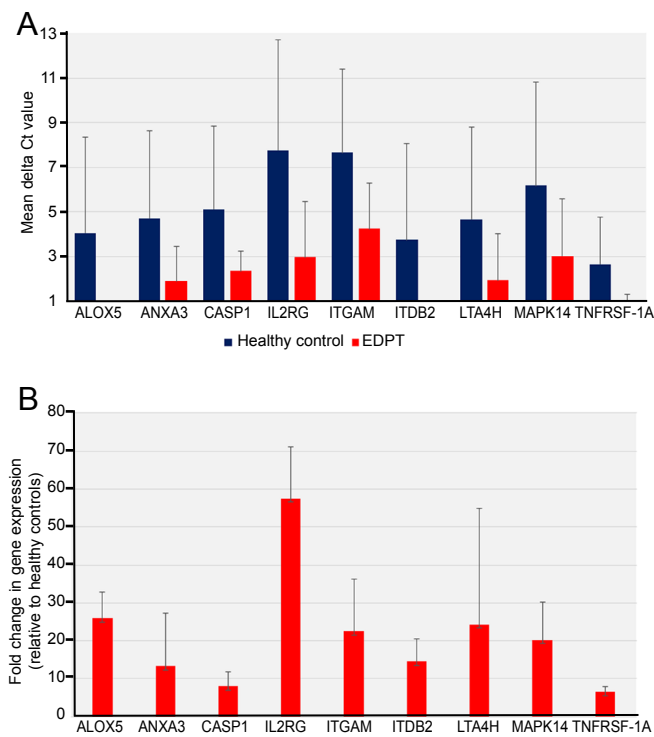 A
13
11
9
7
5
3
1
Mean delta Ct value
ALOX5 ANXA3 CASP1 IL2RG ITGAM ITDB2 LTA4H MAPK14 TNFRSF-1A
Healthy control EDPT
B
80
70
60
50
40
30
20
10
0
Fold change in gene expression
(relative to healthy controls)
ALOX5 ANXA3 CASP1 IL2RG ITGAM ITDB2 LTA4H MAPK14 TNFRSF-1A